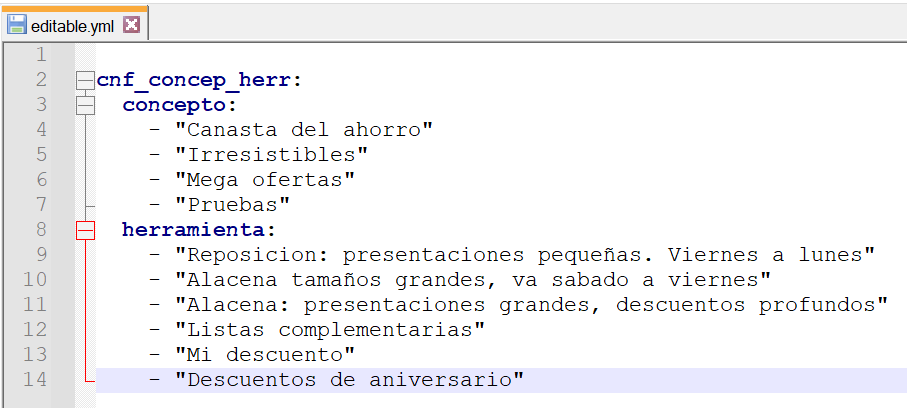 editable.yml
1
2 cnf_concep_herr:
3 concepto:
4 - "Canasta del ahorro"
5 - "Irresistibles"
6 - "Mega ofertas"
7 - "Pruebas"
8 herramienta:
9 - "Reposicion: presentaciones pequeñas. Viernes a lunes"
10 - "Alacena tamaños grandes, va sabado a viernes"
11 - "Alacena: presentaciones grandes, descuentos profundos"
12 - "Listas complementarias"
13 - "Mi descuento"
14 - "Descuentos de aniversario"